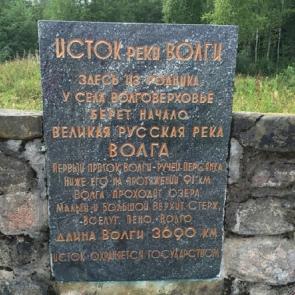 ИСТОК РЕКИ ВОЛГИ
ЗДЕСЬ ИЗ РОДНИКА
У СЕЛА ВОЛГОВЕРХОВЬЕ
БЕРЕТ НАЧАЛО
ВЕЛИКАЯ РУССКАЯ РЕКА
ВОЛГА
ПЕРВЫЙ ПРИТОК ВОЛГИ-РУЧЕЙ ПЕРСЯНКА
НИЖЕ ЕГО НА ПРОТЯЖЕНИИ 91 КМ
ВОЛГА ПРОХОДИТ ОЗЕРА
МАЛЫЙ И БОЛЬШОЙ ВЕРХИТ, СТЕРЖ,
ВСЕЛУГ, ПЕНО, ВОЛГО
ДЛИНА ВОЛГИ 3690 КМ
ИСТОК ОХРАНЯЕТСЯ ГОСУДАРСТВОМ